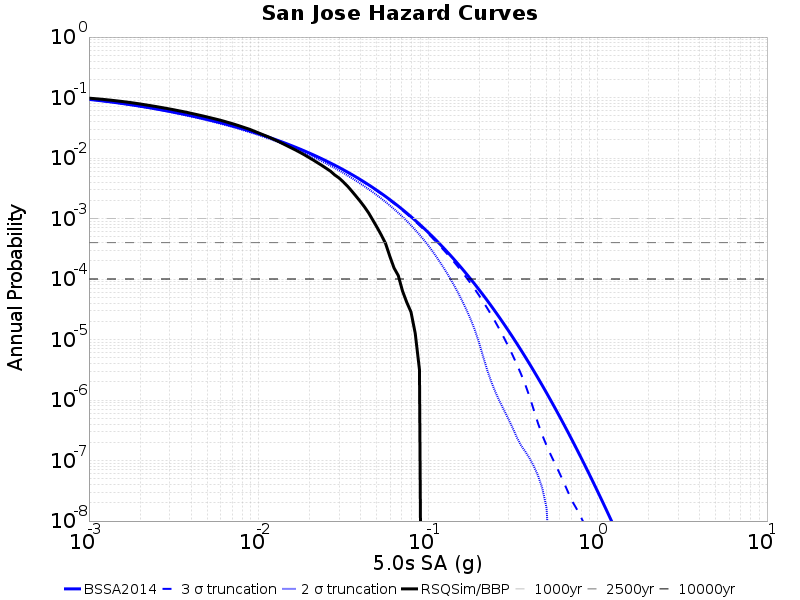 San Jose Hazard Curves
Annual Probability
10^0
10^-1
10^-2
10^-3
10^-4
10^-5
10^-6
10^-7
10^-8
10^-3 10^-2 10^-1 10^0 10^1
5.0s SA (g)
BSSA2014 3 σ truncation 2 σ truncation RSQSim/BBP 1000yr 2500yr 10000yr